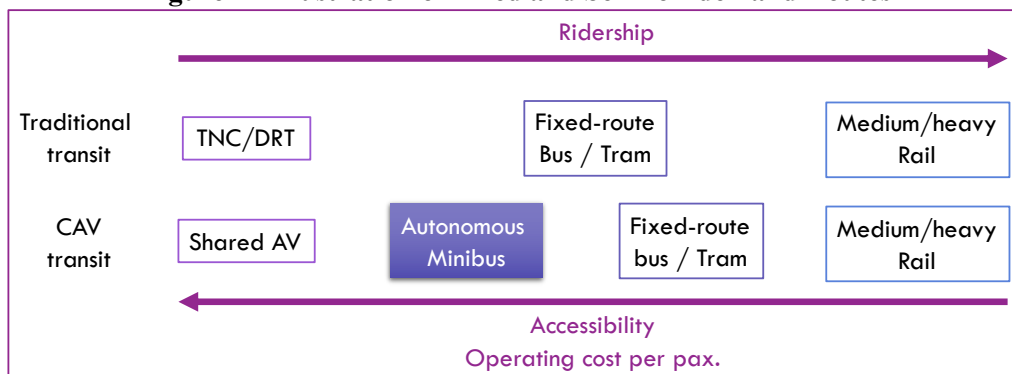 Ridership
Traditional transit
TNC/DRT
Fixed-route Bus / Tram
Medium/heavy Rail
CAV transit
Shared AV
Autonomous Minibus
Fixed-route bus / Tram
Medium/heavy Rail
Accessibility
Operating cost per pax.